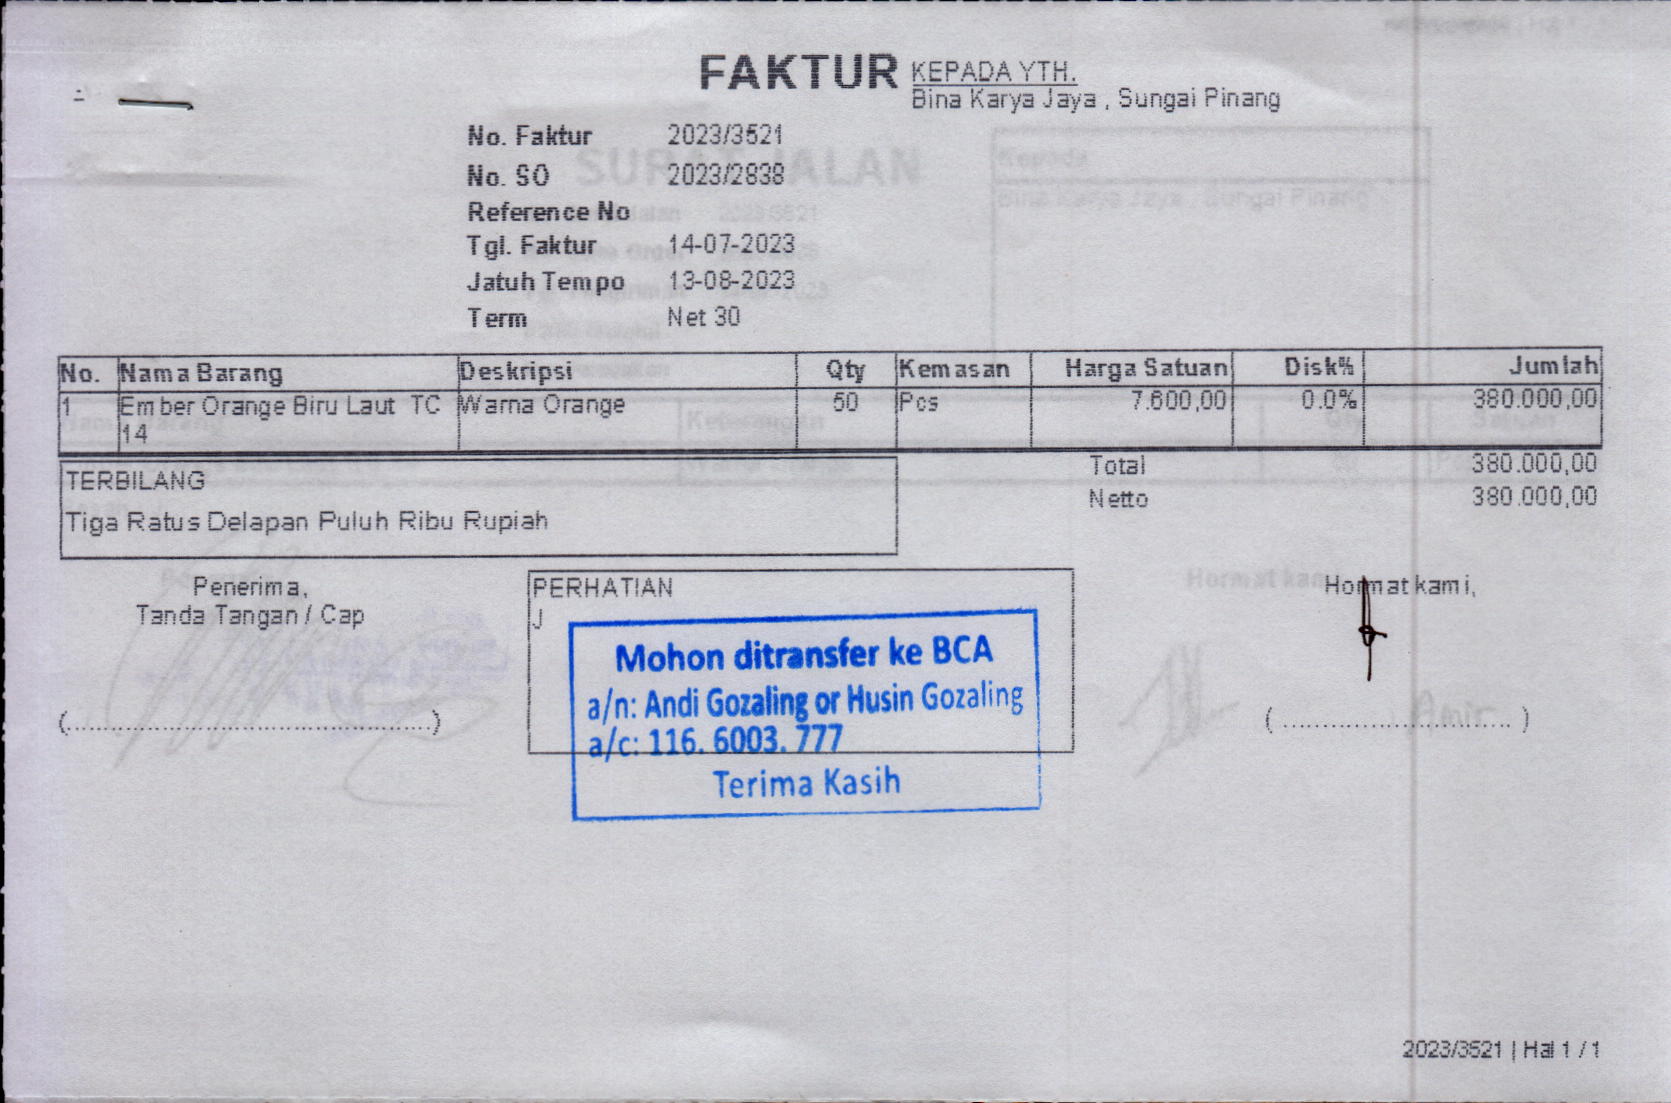 FAKTUR
KEPADA YTH.
Bina Karya Jaya , Sungai Pinang
No. Faktur 2023/3521
No. SO 2023/2838
Reference No
Tgl. Faktur 14-07-2023
Jatuh Tempo 13-08-2023
Term Net 30
No. Nama Barang Deskripsi Qty Kemasan Harga Satuan Disk% Jumlah
1 Ember Orange Biru Laut TC Warna Orange 50 Pcs 7.600,00 0.0% 380.000,00
14
Total 380.000,00
Netto 380.000,00
TERBILANG
Tiga Ratus Delapan Puluh Ribu Rupiah
Penerima,
Tanda Tangan / Cap
PERHATIAN
J
Mohon ditransfer ke BCA
a/n: Andi Gozaling or Husin Gozaling
a/c: 116. 6003. 777
Terima Kasih
Hormat kami,
2023/3521 | Hal 1 / 1